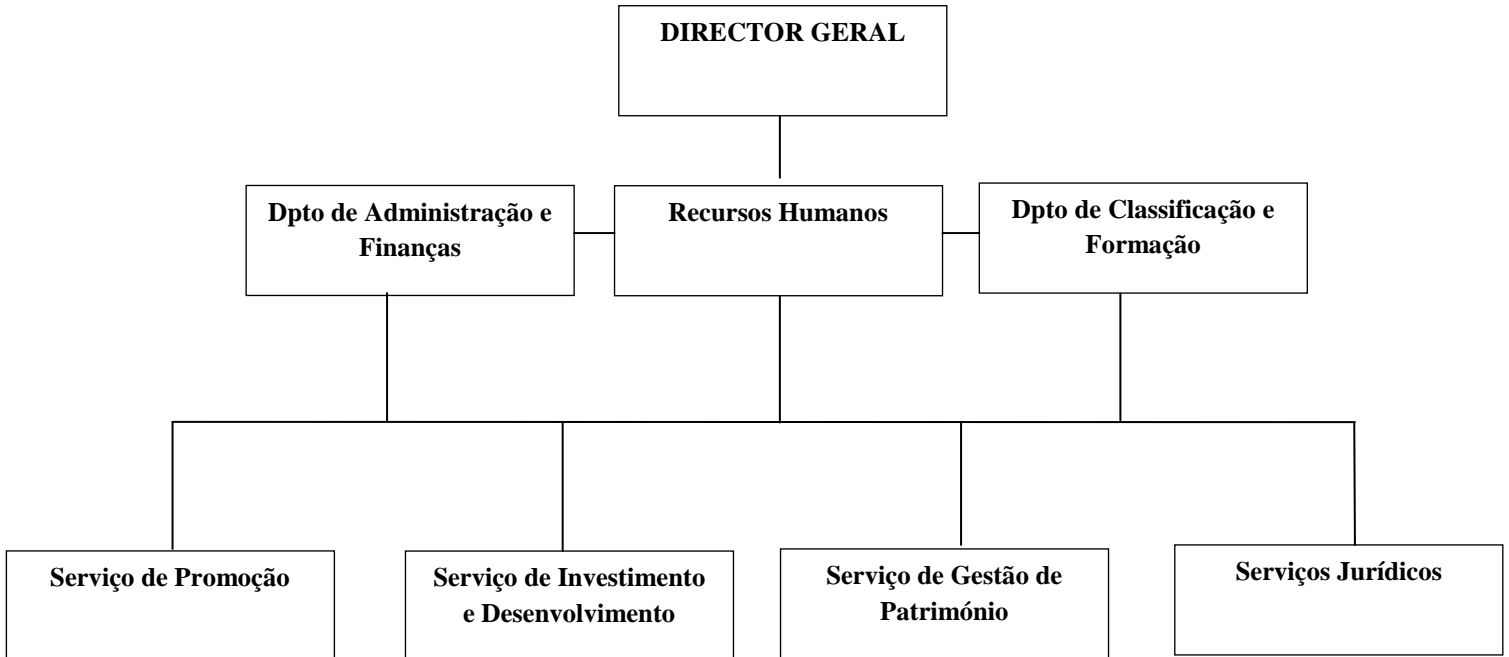 DIRECTOR GERAL
Dpto de Administração e
Finanças
Recursos Humanos
Dpto de Classificação e
Formação
Serviço de Promoção
Serviço de Investimento
e Desenvolvimento
Serviço de Gestão de
Património
Serviços Jurídicos